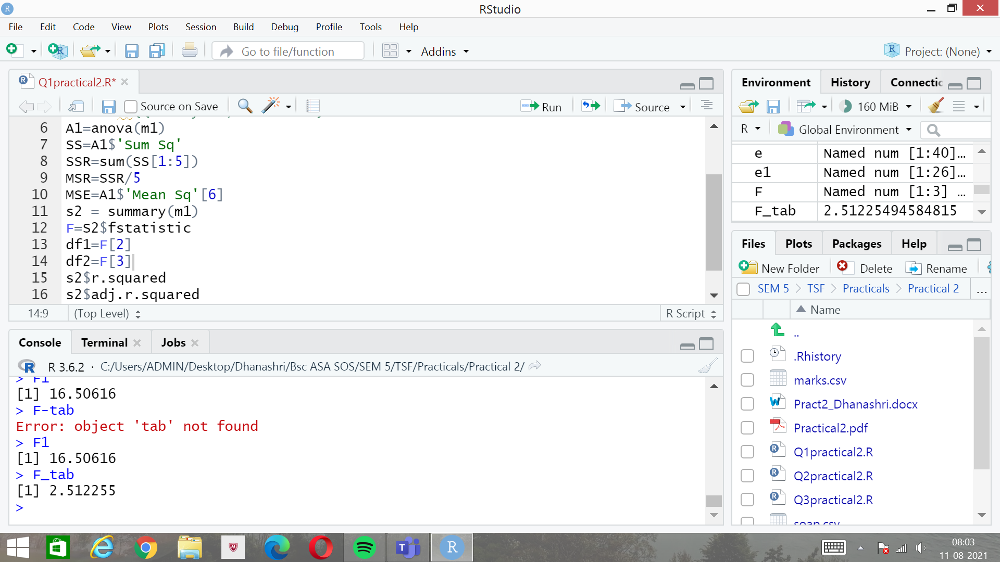 RStudio
File Edit Code View Plots Session Build Debug Profile Tools Help
Go to file/function Addins Project: (None)
Q1practical2.R*
Source on Save Run Source
6 A1=anova(m1)
7 SS=A1$'Sum Sq'
8 SSR=sum(SS[1:5])
9 MSR=SSR/5
10 MSE=A1$'Mean Sq'[6]
11 s2 = summary(m1)
12 F=S2$fstatistic
13 df1=F[2]
14 df2=F[3]
15 s2$r.squared
16 s2$adj.r.squared
14:9 (Top Level) R Script
Console Terminal Jobs
R 3.6.2 · C:/Users/ADMIN/Desktop/Dhanashri/Bsc ASA SOS/SEM 5/TSF/Practicals/Practical 2/
> F1
[1] 16.50616
> F-tab
Error: object 'tab' not found
> F1
[1] 16.50616
> F_tab
[1] 2.512255
>
Environment History Connectic
160 MiB
R Global Environment
e Named num [1:40]…
e1 Named num [1:26]…
F Named num [1:3] …
F_tab 2.51225494584815
Files Plots Packages Help
New Folder Delete Rename
SEM 5 > TSF > Practicals > Practical 2 ...
Name
..
.Rhistory
marks.csv
Pract2_Dhanashri.docx
Practical2.pdf
Q1practical2.R
Q2practical2.R
Q3practical2.R
soap.csv
08:03
11-08-2021